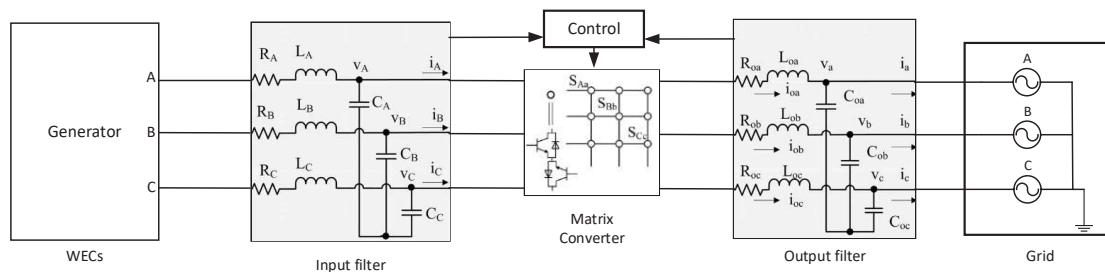 Control
Generator
A
B
C
WECs
R_A
L_A
v_A
i_A
C_A
R_B
L_B
v_B
i_B
C_B
R_C
L_C
v_C
i_C
C_C
Input filter
S_Aa
S_Bb
S_Cc
Matrix
Converter
R_oa
L_oa
v_a
i_a
i_oa
C_oa
R_ob
L_ob
v_b
i_b
i_ob
C_ob
R_oc
L_oc
v_c
i_c
i_oc
C_oc
Output filter
A
B
C
Grid